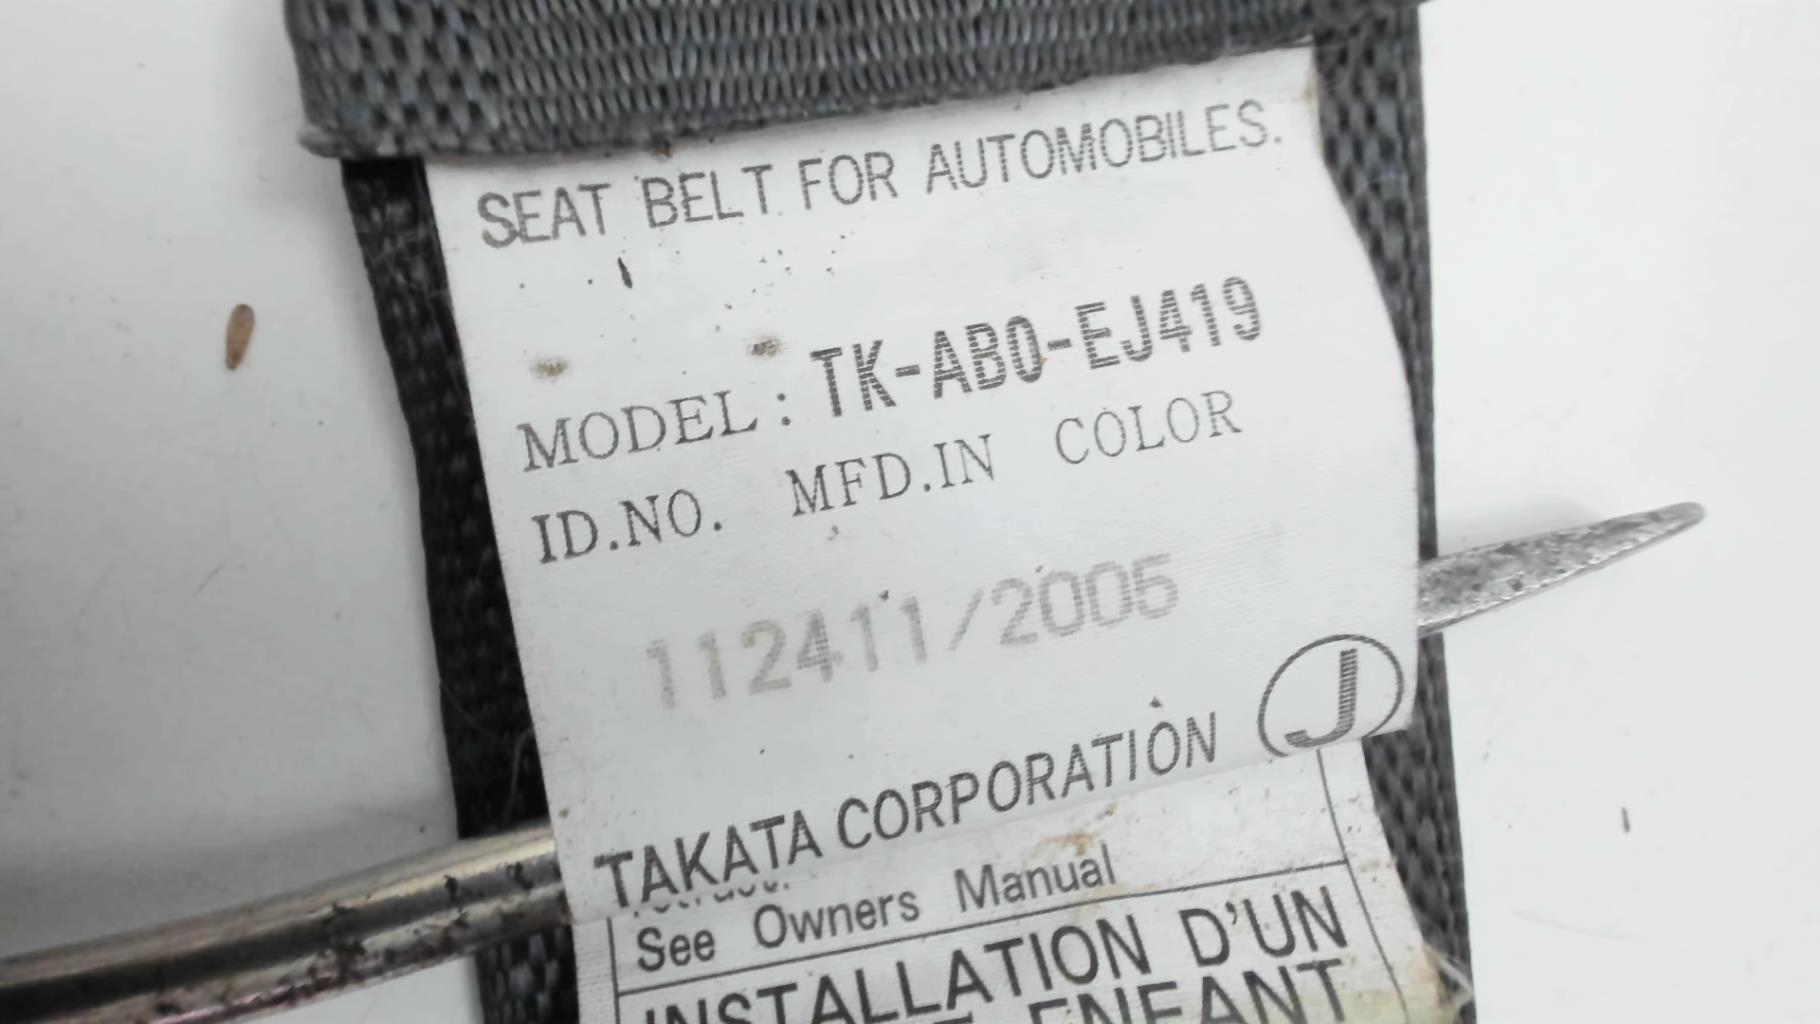 SEAT BELT FOR AUTOMOBILES.
MODEL: TK-AB0-EJ419
ID.NO. MFD.IN COLOR
112411/2005
J
TAKATA CORPORATION
See Owners Manual
INSTALLATION D'UN
ENFANT